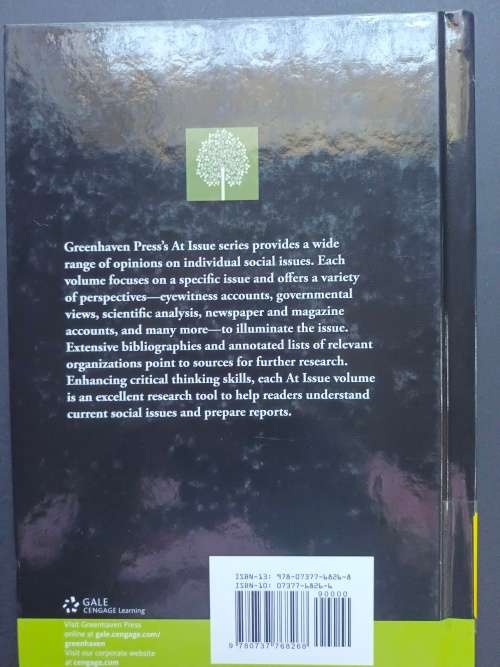 Greenhaven Press's At Issue series provides a wide
range of opinions on individual social issues. Each
volume focuses on a specific issue and offers a variety
of perspectives—eyewitness accounts, governmental
views, scientific analysis, newspaper and magazine
accounts, and many more—to illuminate the issue.
Extensive bibliographies and annotated lists of relevant
organizations point to sources for further research.
Enhancing critical thinking skills, each At Issue volume
is an excellent research tool to help readers understand
current social issues and prepare reports.
ISBN-13: 978-07377-6826-8
ISBN-10: 07377-6826-6
90000
9 780737 768268
GALE
CENGAGE Learning
Visit Greenhaven Press
online at gale.cengage.com/
greenhaven
Visit our corporate website
at cengage.com